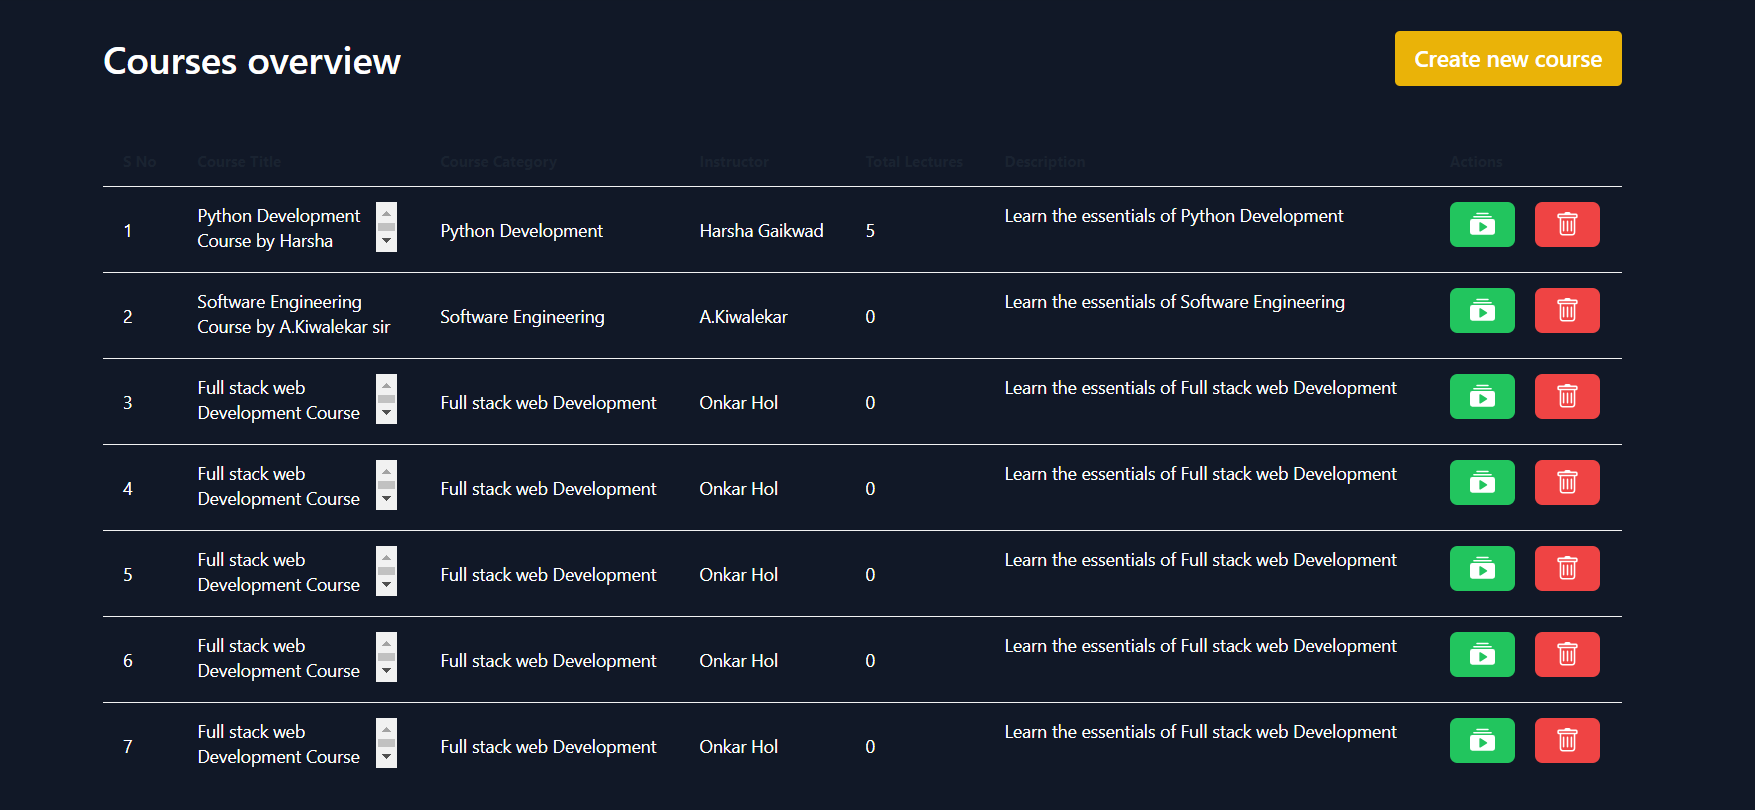 Courses overview
Create new course
S No Course Title Course Category Instructor Total Lectures Description Actions
1 Python Development Course by Harsha Python Development Harsha Gaikwad 5 Learn the essentials of Python Development
2 Software Engineering Course by A.Kiwalekar sir Software Engineering A.Kiwalekar 0 Learn the essentials of Software Engineering
3 Full stack web Development Course Full stack web Development Onkar Hol 0 Learn the essentials of Full stack web Development
4 Full stack web Development Course Full stack web Development Onkar Hol 0 Learn the essentials of Full stack web Development
5 Full stack web Development Course Full stack web Development Onkar Hol 0 Learn the essentials of Full stack web Development
6 Full stack web Development Course Full stack web Development Onkar Hol 0 Learn the essentials of Full stack web Development
7 Full stack web Development Course Full stack web Development Onkar Hol 0 Learn the essentials of Full stack web Development